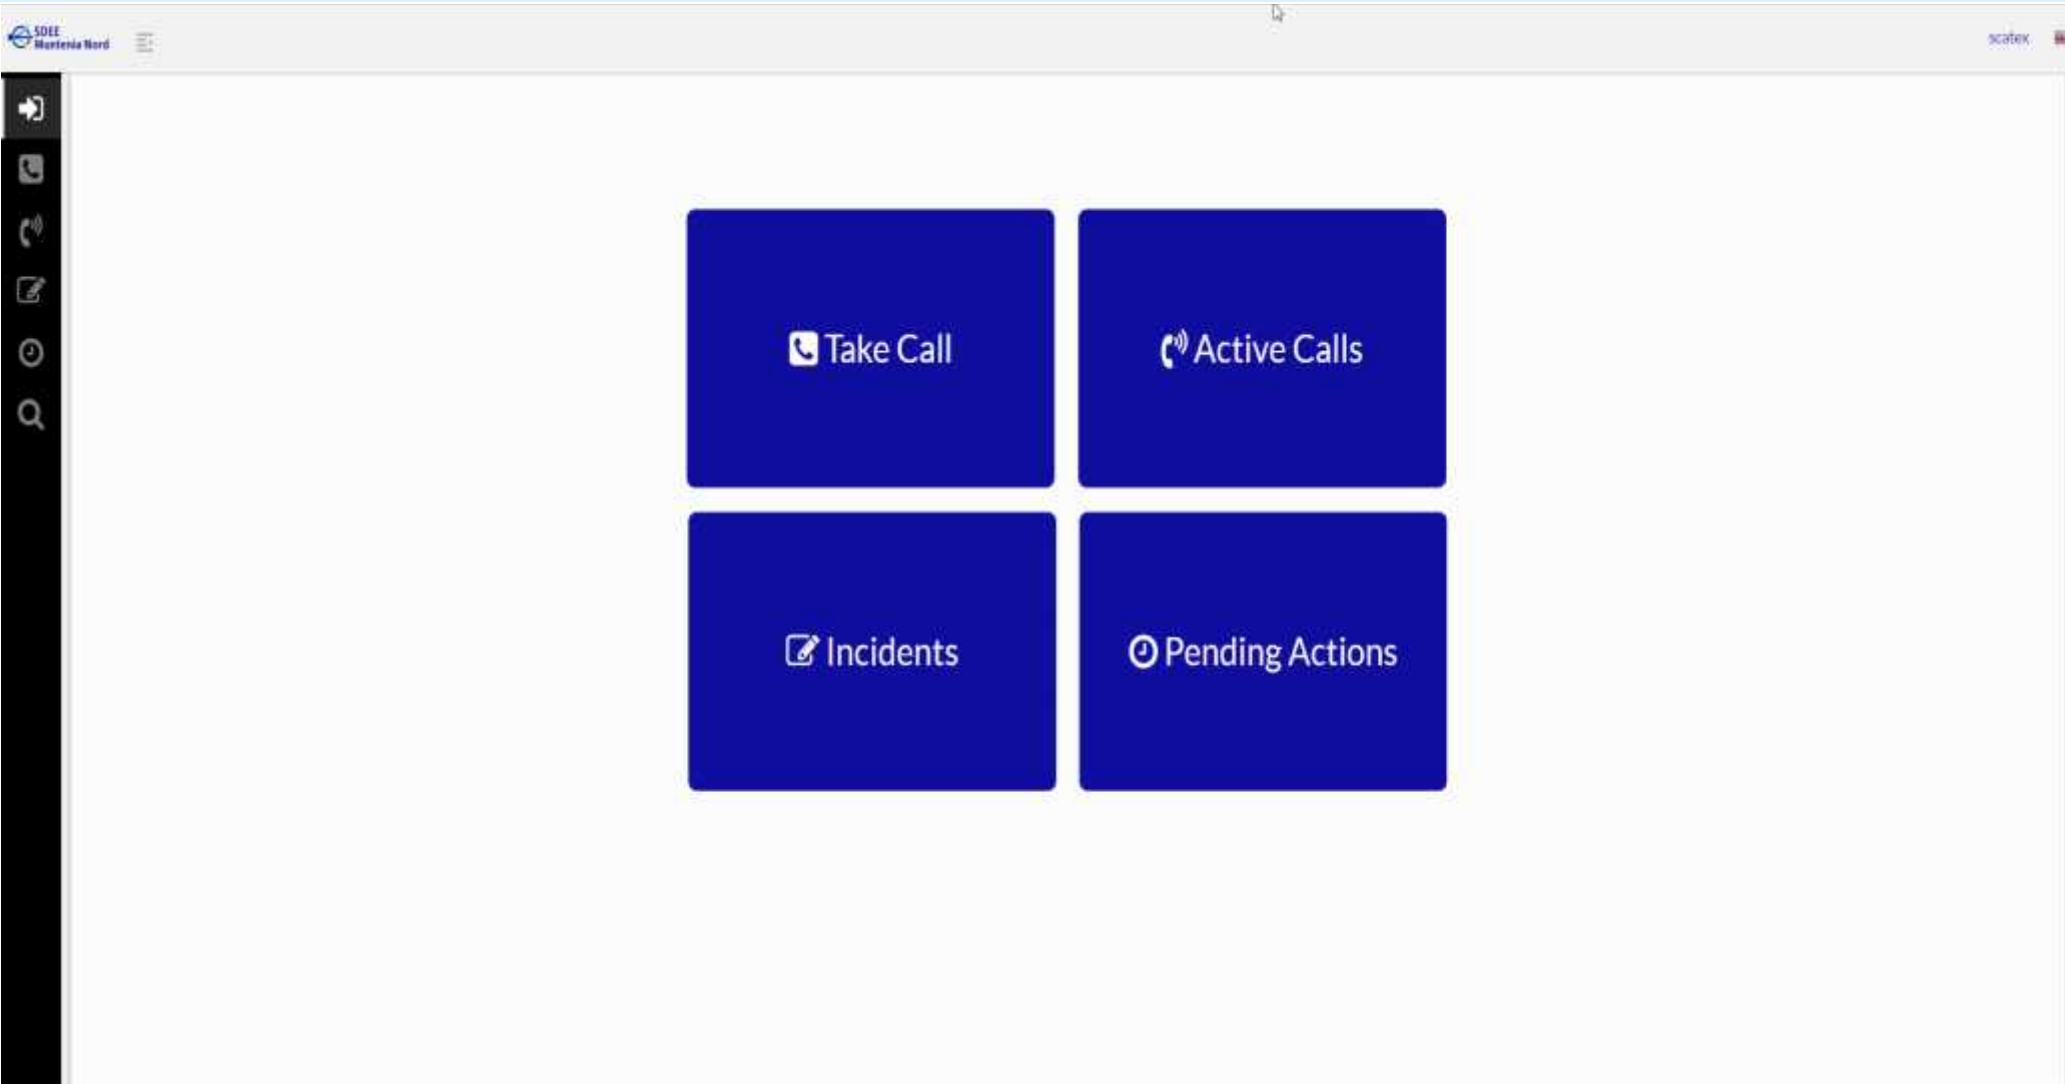 SDEE
Muntenia Nord
scatex
Take Call
Active Calls
Incidents
Pending Actions